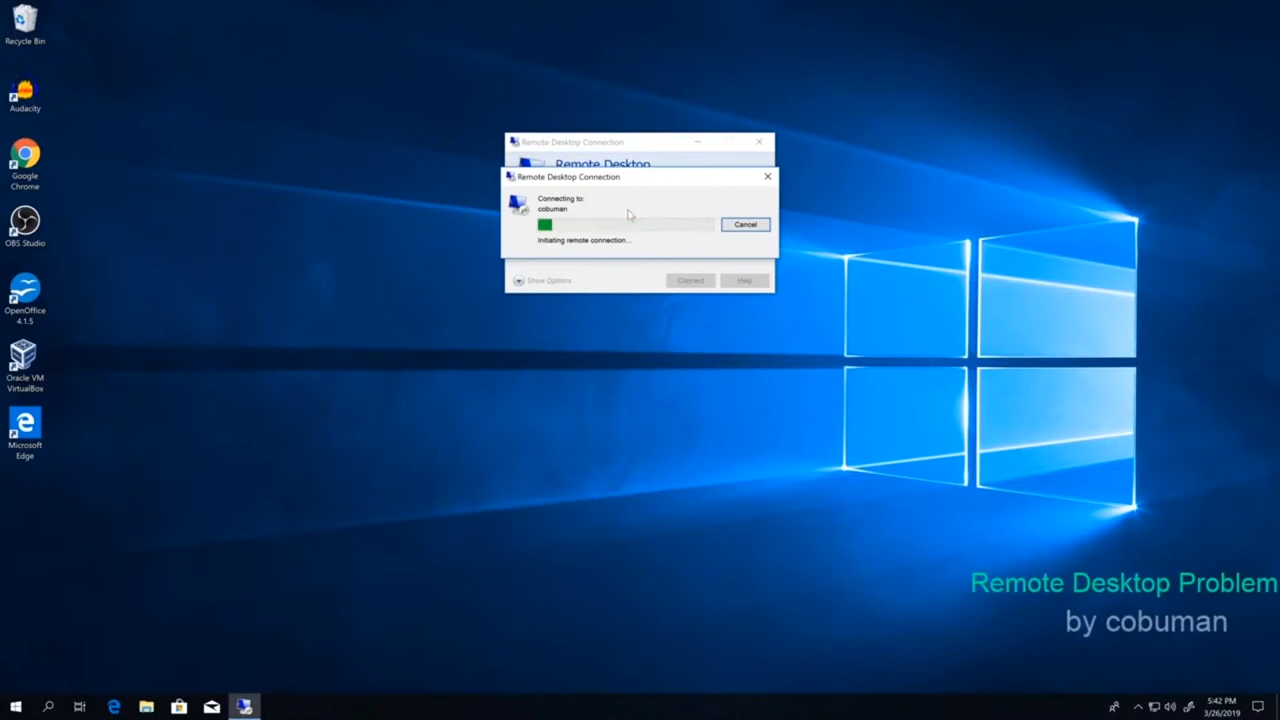 Recycle Bin
Audacity
Google
Chrome
OBS Studio
OpenOffice
4.1.5
Oracle VM
VirtualBox
Microsoft
Edge
Remote Desktop Connection
Remote Desktop
Remote Desktop Connection
Connecting to:
cobuman
Cancel
Initiating remote connection...
Show Options
Connect
Help
Remote Desktop Problem
by cobuman
5:42 PM
3/26/2019